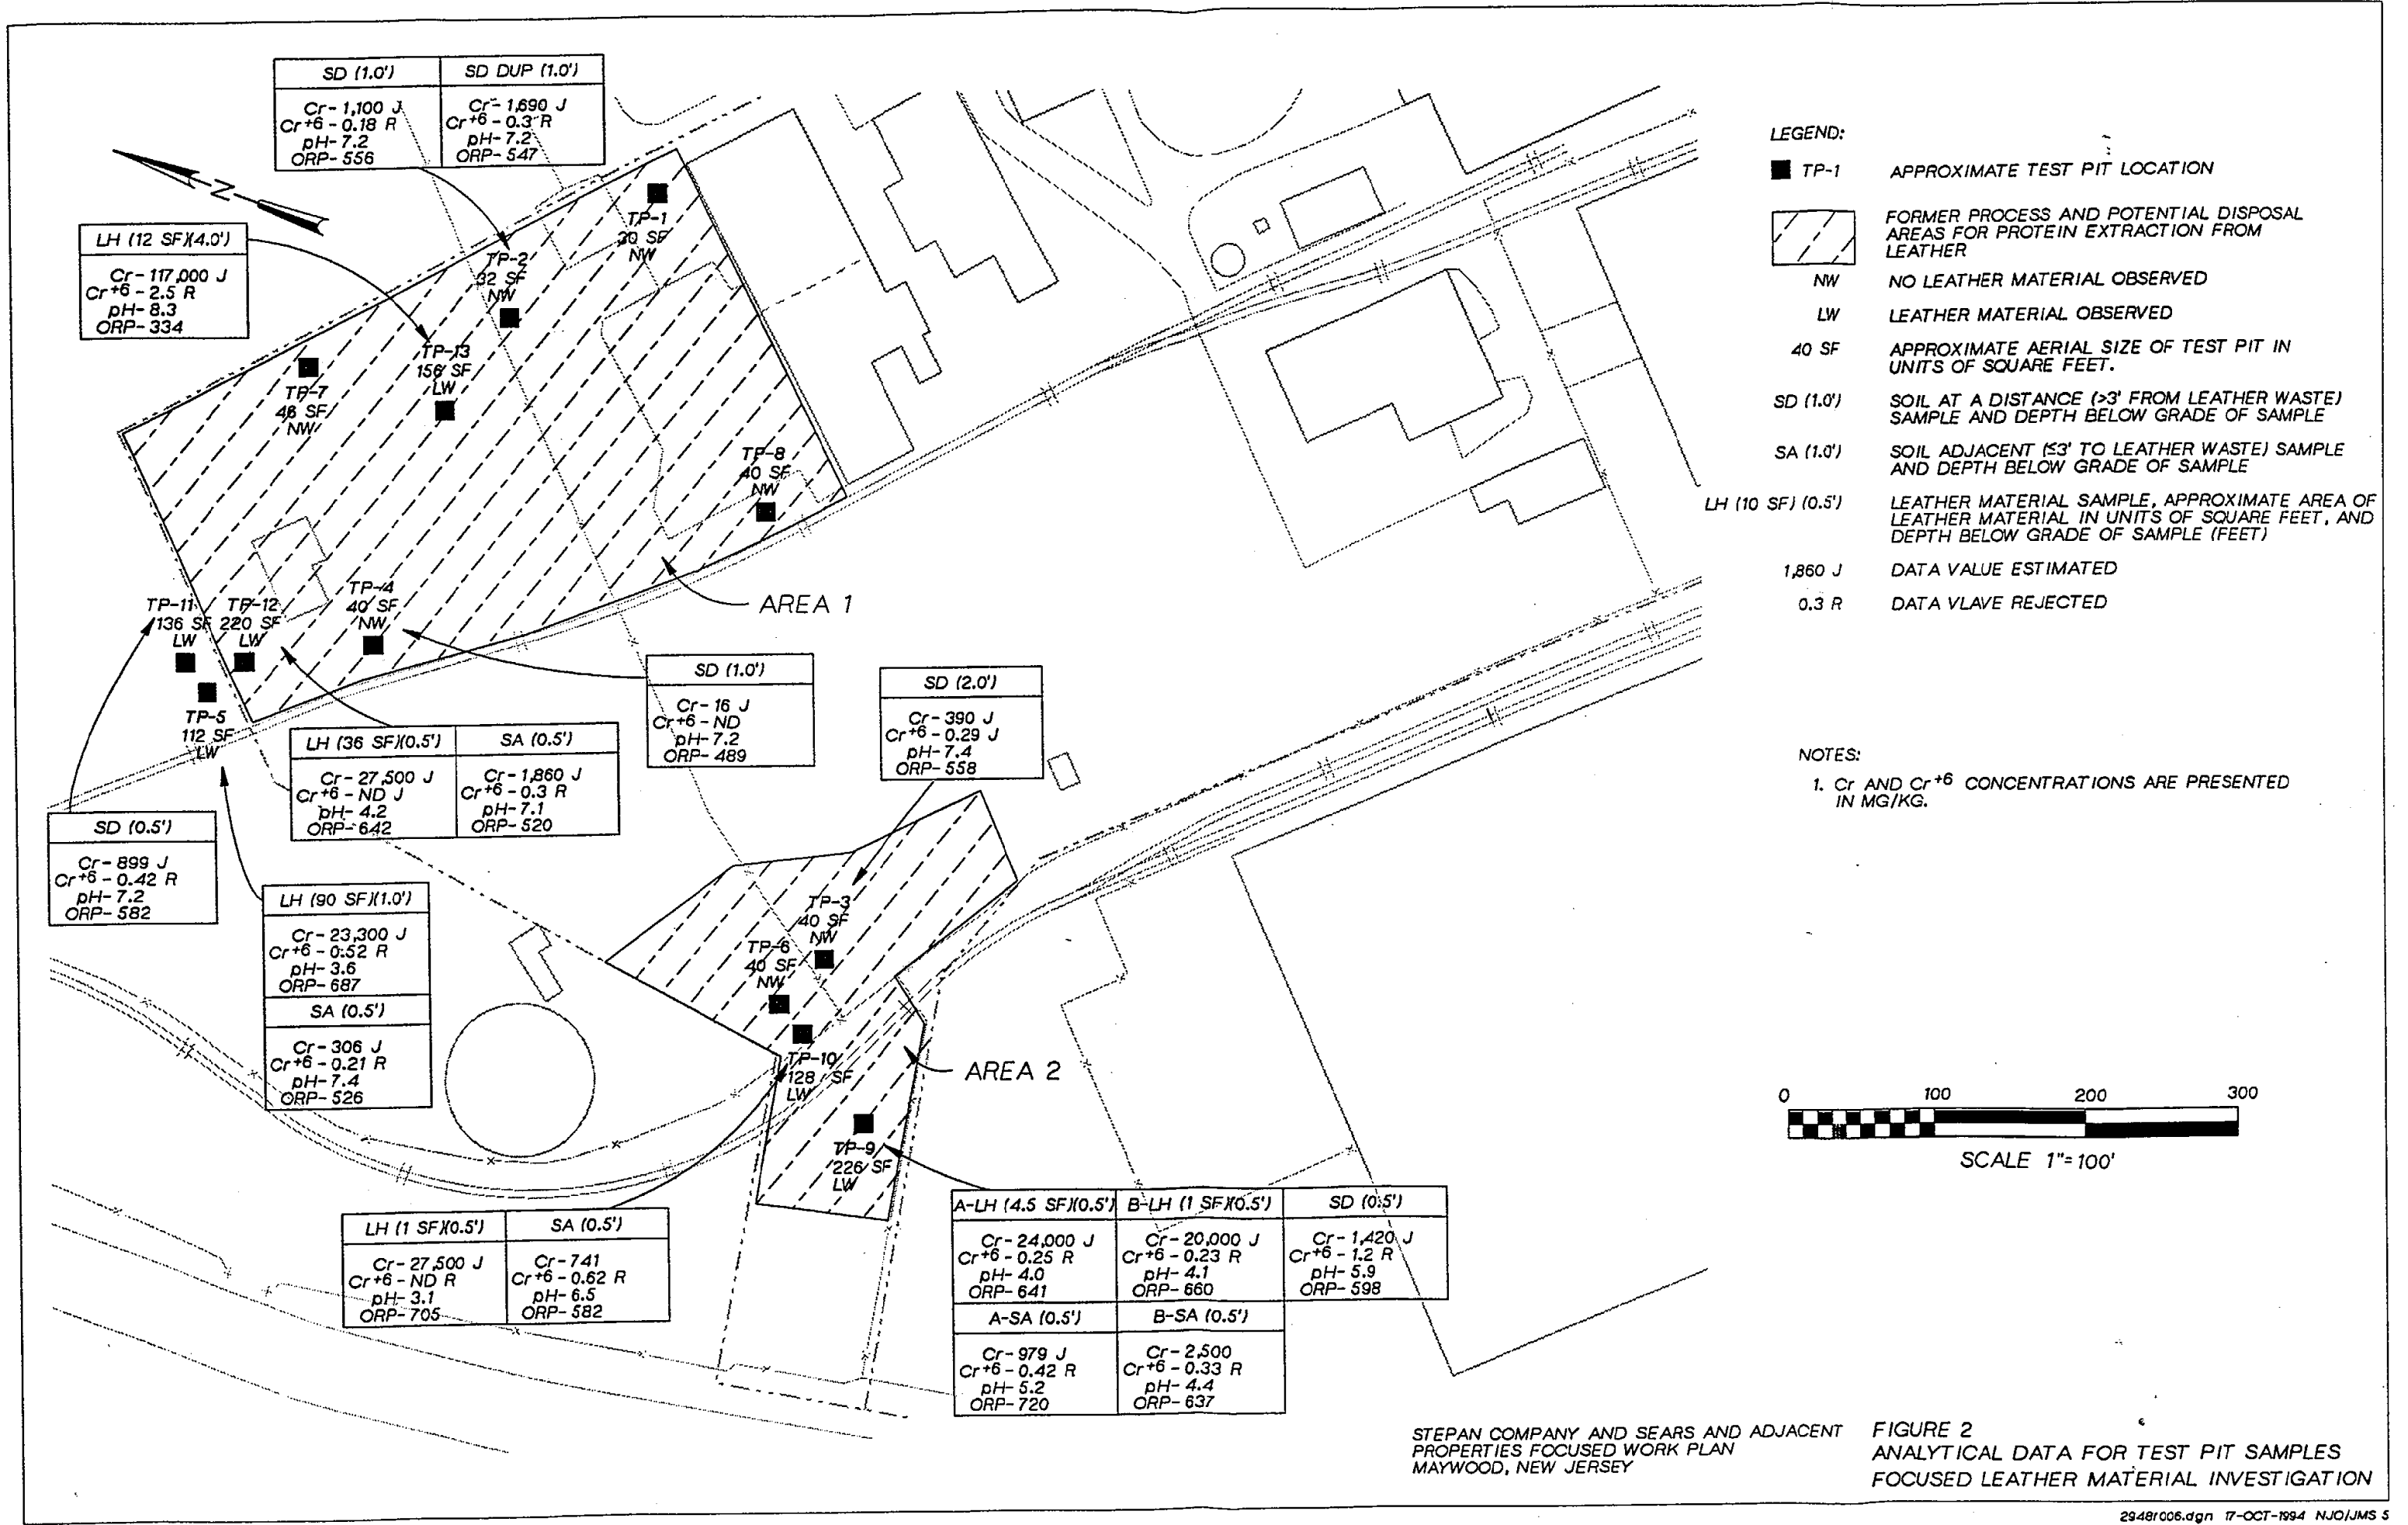 SD (1.0')
SD DUP (1.0')
Cr- 1,100 J
Cr+6 - 0.18 R
pH- 7.2
ORP- 556
Cr- 1,690 J
Cr+6 - 0.3 R
pH- 7.2
ORP- 547
N
LH (12 SF)(4.0')
Cr- 117,000 J
Cr+6 - 2.5 R
pH- 8.3
ORP- 334
TP-1
30 SF
NW
TP-2
32 SF
NW
TP-13
156 SF
LW
TP-7
46 SF
NW
TP-8
40 SF
NW
TP-4
40 SF
NW
TP-11
136 SF
LW
TP-12
220 SF
LW
TP-5
112 SF
LW
AREA 1
SD (1.0')
Cr- 16 J
Cr+6 - ND
pH- 7.2
ORP- 489
SD (2.0')
Cr- 390 J
Cr+6 - 0.29 J
pH- 7.4
ORP- 558
LH (36 SF)(0.5')
SA (0.5')
Cr- 27,500 J
Cr+6 - ND J
pH- 4.2
ORP- 642
Cr- 1,860 J
Cr+6 - 0.3 R
pH- 7.1
ORP- 520
SD (0.5')
Cr- 899 J
Cr+6 - 0.42 R
pH- 7.2
ORP- 582
LH (90 SF)(1.0')
Cr- 23,300 J
Cr+6 - 0.52 R
pH- 3.6
ORP- 687
SA (0.5')
Cr- 306 J
Cr+6 - 0.21 R
pH- 7.4
ORP- 526
TP-3
40 SF
NW
TP-6
40 SF
NW
TP-10
128 SF
LW
AREA 2
TP-9
226 SF
LW
LH (1 SF)(0.5')
SA (0.5')
Cr- 27,500 J
Cr+6 - ND R
pH- 3.1
ORP- 705
Cr- 741
Cr+6 - 0.62 R
pH- 6.5
ORP- 582
A-LH (4.5 SF)(0.5')
B-LH (1 SF)(0.5')
SD (0.5')
Cr- 24,000 J
Cr+6 - 0.25 R
pH- 4.0
ORP- 641
Cr- 20,000 J
Cr+6 - 0.23 R
pH- 4.1
ORP- 660
Cr- 1,420 J
Cr+6 - 1.2 R
pH- 5.9
ORP- 598
A-SA (0.5')
B-SA (0.5')
Cr- 979 J
Cr+6 - 0.42 R
pH- 5.2
ORP- 720
Cr- 2,500
Cr+6 - 0.33 R
pH- 4.4
ORP- 637
LEGEND:
TP-1 APPROXIMATE TEST PIT LOCATION
FORMER PROCESS AND POTENTIAL DISPOSAL
AREAS FOR PROTEIN EXTRACTION FROM
LEATHER
NW NO LEATHER MATERIAL OBSERVED
LW LEATHER MATERIAL OBSERVED
40 SF APPROXIMATE AERIAL SIZE OF TEST PIT IN
UNITS OF SQUARE FEET.
SD (1.0') SOIL AT A DISTANCE (>3' FROM LEATHER WASTE)
SAMPLE AND DEPTH BELOW GRADE OF SAMPLE
SA (1.0') SOIL ADJACENT (≤3' TO LEATHER WASTE) SAMPLE
AND DEPTH BELOW GRADE OF SAMPLE
LH (10 SF) (0.5') LEATHER MATERIAL SAMPLE, APPROXIMATE AREA OF
LEATHER MATERIAL IN UNITS OF SQUARE FEET, AND
DEPTH BELOW GRADE OF SAMPLE (FEET)
1,860 J DATA VALUE ESTIMATED
0.3 R DATA VLAVE REJECTED
NOTES:
1. Cr AND Cr+6 CONCENTRATIONS ARE PRESENTED
IN MG/KG.
0 100 200 300
SCALE 1"=100'
STEPAN COMPANY AND SEARS AND ADJACENT
PROPERTIES FOCUSED WORK PLAN
MAYWOOD, NEW JERSEY
FIGURE 2
ANALYTICAL DATA FOR TEST PIT SAMPLES
FOCUSED LEATHER MATERIAL INVESTIGATION
2948r006.dgn 17-OCT-1994 NJO/JMS 5